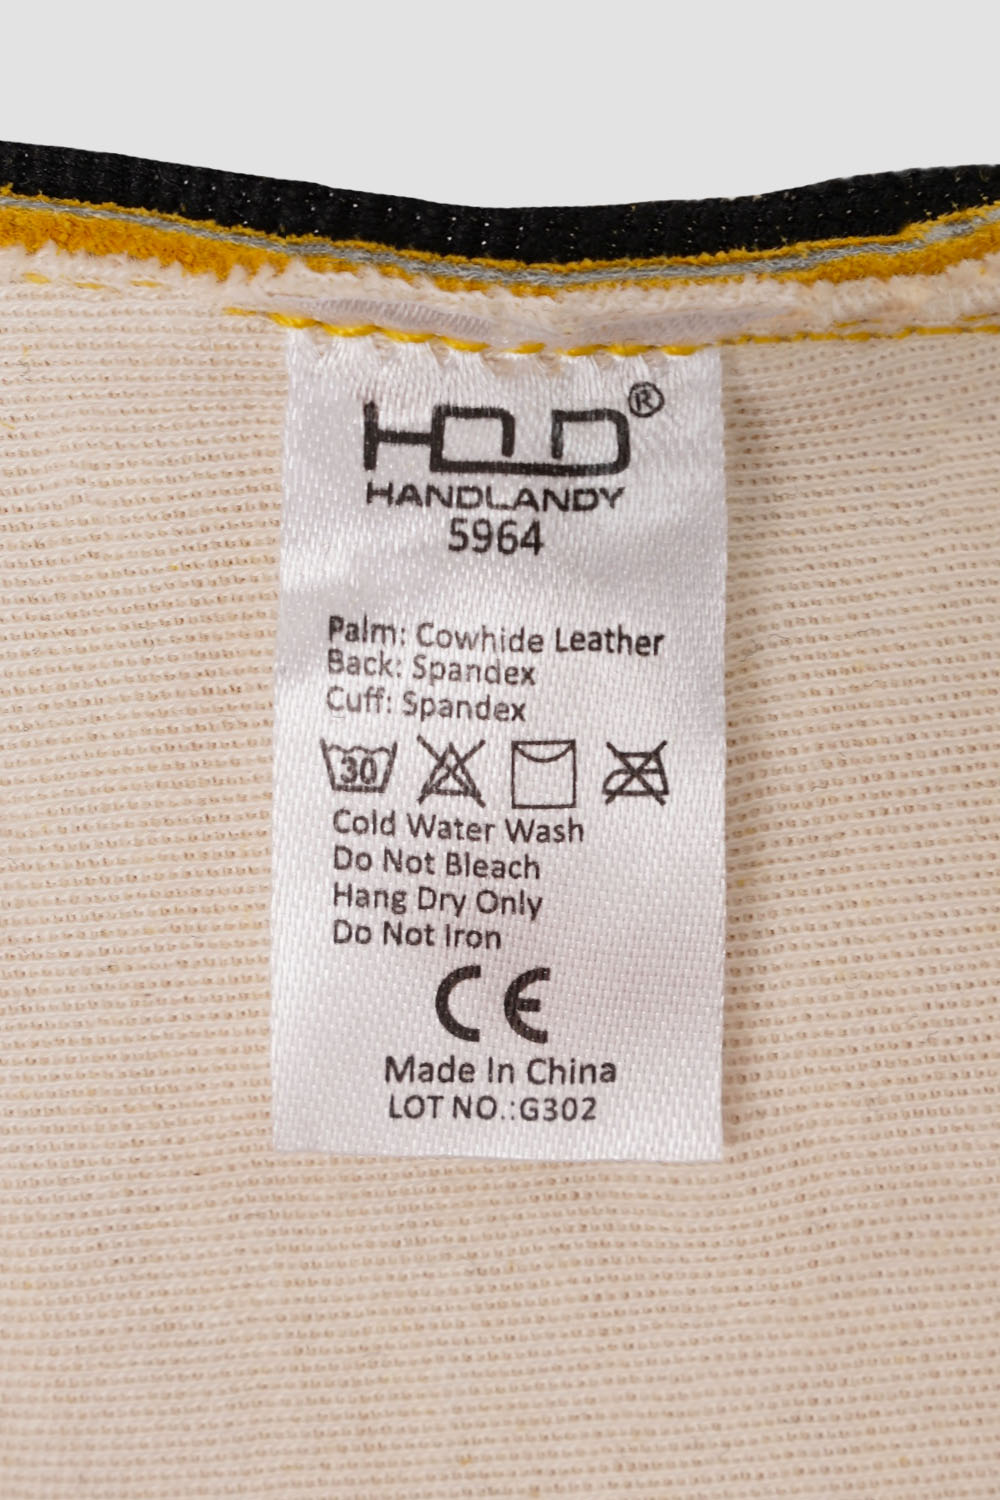 HLD®
HANDLANDY
5964
Palm: Cowhide Leather
Back: Spandex
Cuff: Spandex
30
Cold Water Wash
Do Not Bleach
Hang Dry Only
Do Not Iron
CE
Made In China
LOT NO.:G302